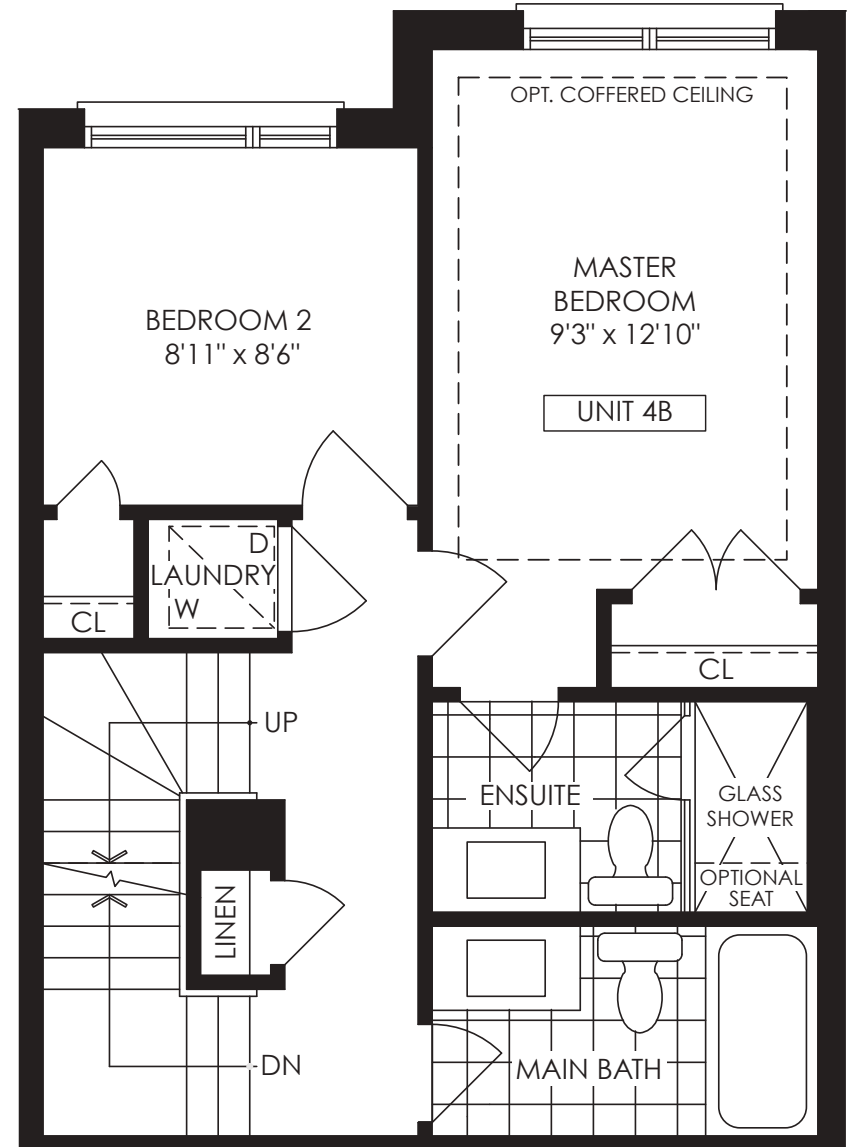 OPT. COFFERED CEILING
MASTER
BEDROOM
9'3" x 12'10"
UNIT 4B
BEDROOM 2
8'11" x 8'6"
D
LAUNDRY
W
CL
CL
UP
ENSUITE
GLASS
SHOWER
OPTIONAL
SEAT
LINEN
DN
MAIN BATH